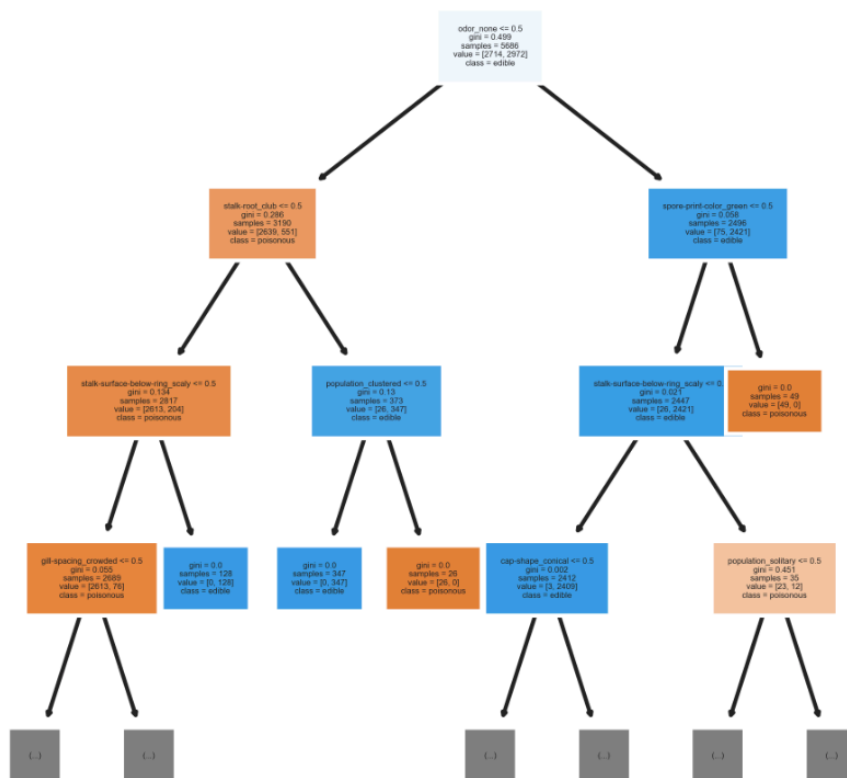 odor_none <= 0.5
gini = 0.499
samples = 5686
value = [2714, 2972]
class = edible
stalk-root_club <= 0.5
gini = 0.286
samples = 3190
value = [2639, 551]
class = poisonous
spore-print-color_green <= 0.5
gini = 0.058
samples = 2496
value = [75, 2421]
class = edible
stalk-surface-below-ring_scaly <= 0.5
gini = 0.134
samples = 2817
value = [2613, 204]
class = poisonous
population_clustered <= 0.5
gini = 0.13
samples = 373
value = [26, 347]
class = edible
stalk-surface-below-ring_scaly <= 0.
gini = 0.021
samples = 2447
value = [26, 2421]
class = edible
gini = 0.0
samples = 49
value = [49, 0]
class = poisonous
gill-spacing_crowded <= 0.5
gini = 0.055
samples = 2689
value = [2613, 76]
class = poisonous
gini = 0.0
samples = 128
value = [0, 128]
class = edible
gini = 0.0
samples = 347
value = [0, 347]
class = edible
gini = 0.0
samples = 26
value = [26, 0]
class = poisonous
cap-shape_conical <= 0.5
gini = 0.002
samples = 2412
value = [3, 2409]
class = edible
population_solitary <= 0.5
gini = 0.451
samples = 35
value = [23, 12]
class = poisonous
(...)
(...)
(...)
(...)
(...)
(...)